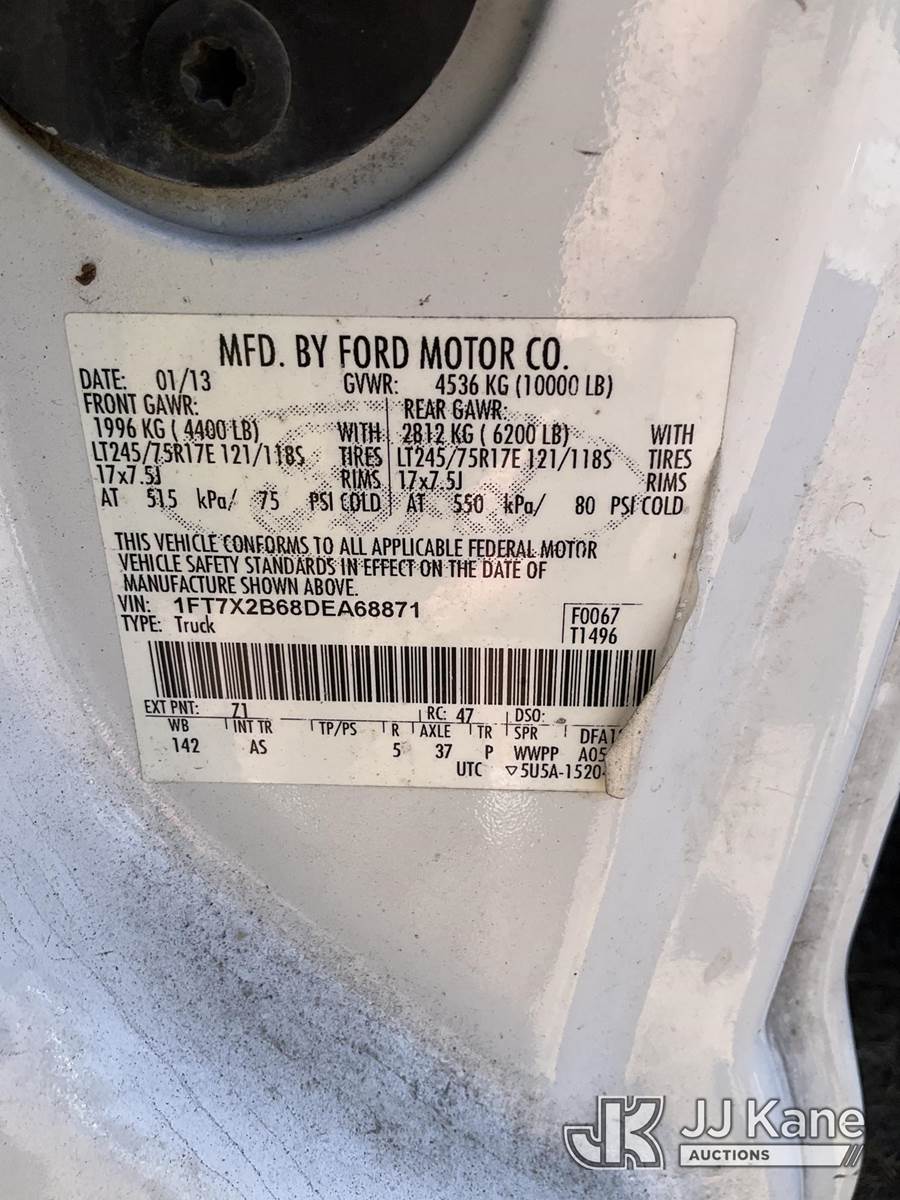 MFD. BY FORD MOTOR CO.
DATE: 01/13 GVWR: 4536 KG (10000 LB)
FRONT GAWR: REAR GAWR:
1996 KG ( 4400 LB) WITH 2812 KG ( 6200 LB) WITH
LT245/75R17E 121/118S TIRES LT245/75R17E 121/118S TIRES
17x7.5J RIMS 17x7.5J RIMS
AT 515 kPa/ 75 PSI COLD AT 550 kPa/ 80 PSI COLD
THIS VEHICLE CONFORMS TO ALL APPLICABLE FEDERAL MOTOR
VEHICLE SAFETY STANDARDS IN EFFECT ON THE DATE OF
MANUFACTURE SHOWN ABOVE.
VIN: 1FT7X2B68DEA68871 F0067
TYPE: Truck T1496
EXT PNT: Z1 RC: 47 DSO:
WB INT TR TP/PS R AXLE TR SPR
142 AS 5 37 P WWPP
UTC ▽5U5A-1520-
JK JJ Kane
AUCTIONS